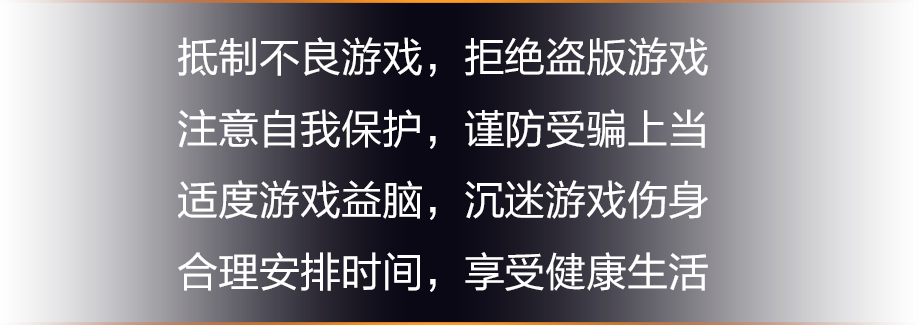 抵制不良游戏，拒绝盗版游戏
注意自我保护，谨防受骗上当
适度游戏益脑，沉迷游戏伤身
合理安排时间，享受健康生活